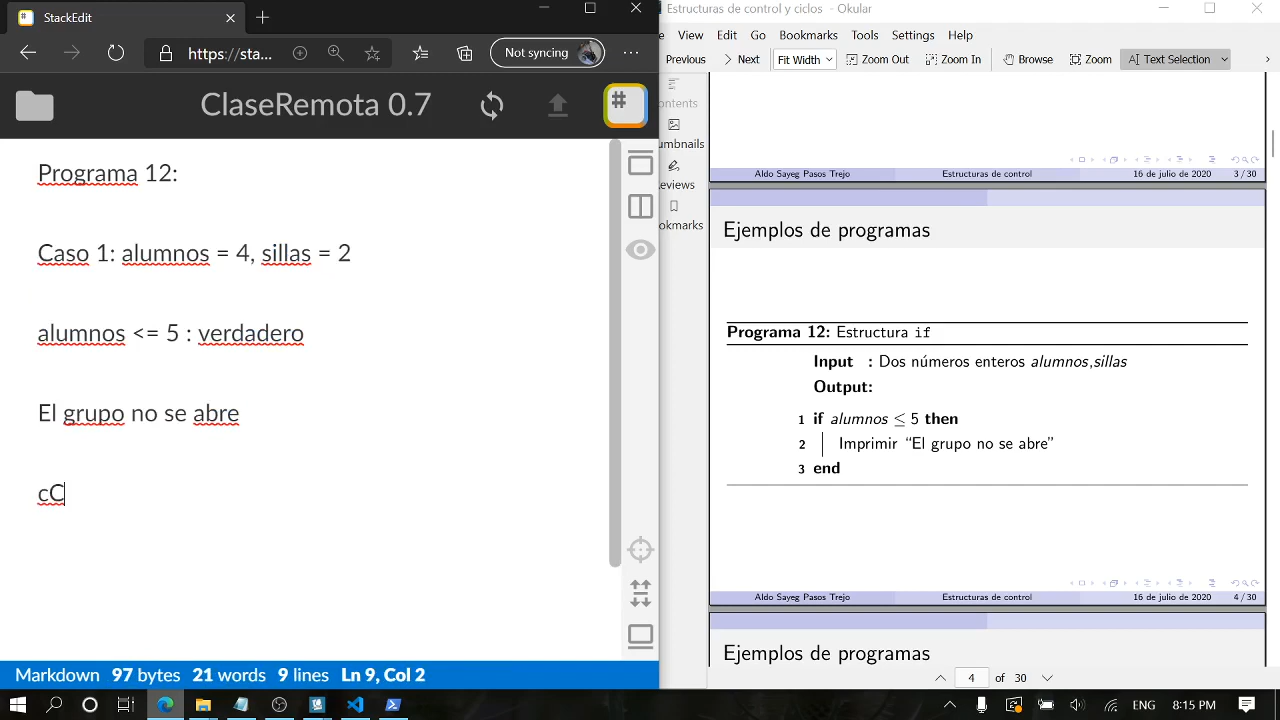 StackEdit
https://sta...
Not syncing
ClaseRemota 0.7
Programa 12:
Caso 1: alumnos = 4, sillas = 2
alumnos <= 5 : verdadero
El grupo no se abre
cC
Markdown 97 bytes 21 words 9 lines Ln 9, Col 2
Estructuras de control y ciclos - Okular
e View Edit Go Bookmarks Tools Settings Help
Previous Next Fit Width Zoom Out Zoom In Browse Zoom Text Selection
ontents
umbnails
eviews
okmarks
Aldo Sayeg Pasos Trejo Estructuras de control 16 de julio de 2020 3 / 30
Ejemplos de programas
Programa 12: Estructura if
Input : Dos números enteros alumnos,sillas
Output:
1 if alumnos ≤ 5 then
2 Imprimir “El grupo no se abre”
3 end
Aldo Sayeg Pasos Trejo Estructuras de control 16 de julio de 2020 4 / 30
Ejemplos de programas
4 of 30
ENG 8:15 PM